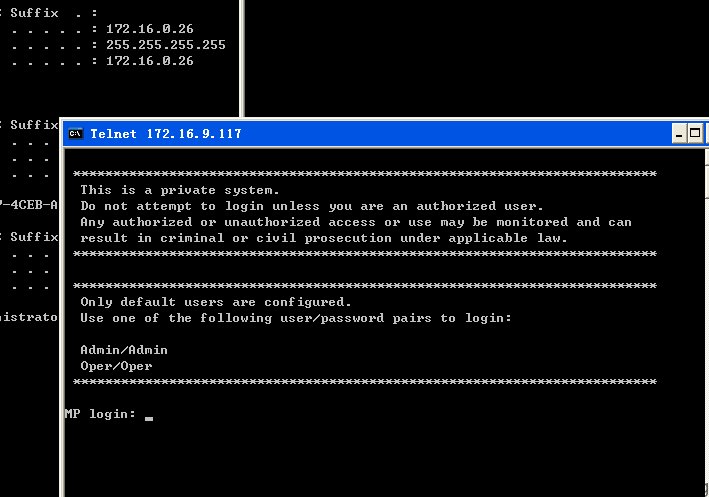 : Suffix . :
. . . . . : 172.16.0.26
. . . . . : 255.255.255.255
. . . . . : 172.16.0.26
: Suffix
. . .
. . .
. . .
-4CEB-A
: Suffix
. . .
. . .
. . .
istrato
C:\ Telnet 172.16.9.117
*************************************************************************
This is a private system.
Do not attempt to login unless you are an authorized user.
Any authorized or unauthorized access or use may be monitored and can
result in criminal or civil prosecution under applicable law.
*************************************************************************
*************************************************************************
Only default users are configured.
Use one of the following user/password pairs to login:
Admin/Admin
Oper/Oper
*************************************************************************
MP login: _